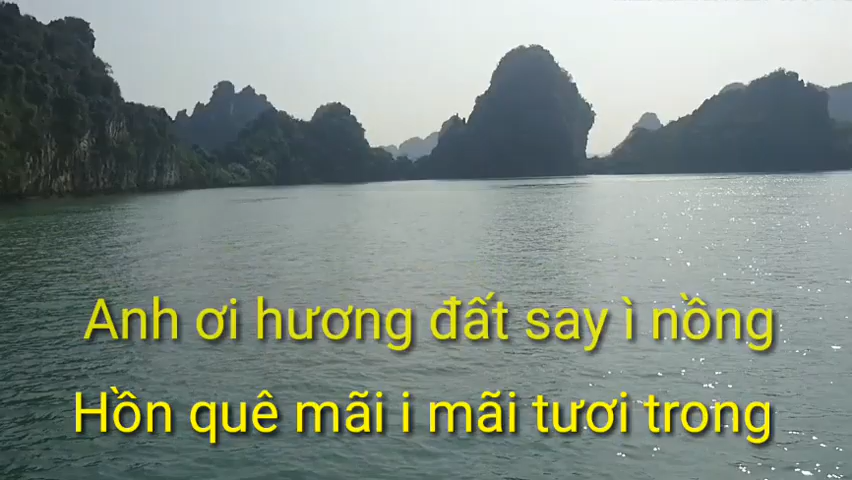 Anh ơi hương đất say ì nồng
Hồn quê mãi i mãi tươi trong